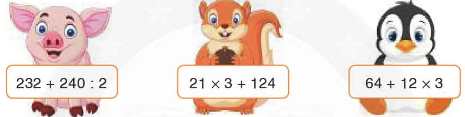 232 + 240 : 2
21 × 3 + 124
64 + 12 × 3